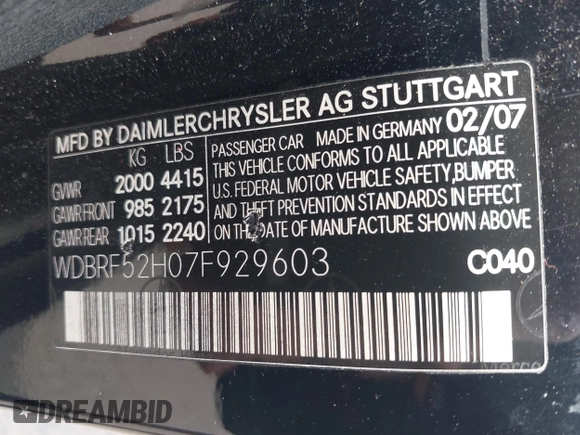 MFD BY DAIMLERCHRYSLER AG STUTTGART
KG LBS
GVWR 2000 4415
GAWR FRONT 985 2175
GAWR REAR 1015 2240
PASSENGER CAR MADE IN GERMANY 02/07
THIS VEHICLE CONFORMS TO ALL APPLICABLE
U.S. FEDERAL MOTOR VEHICLE SAFETY, BUMPER
AND THEFT PREVENTION STANDARDS IN EFFECT
ON THE DATE OF MANUFACTURE SHOWN ABOVE.
WDBRF52H07F929603
C040
DREAMBID